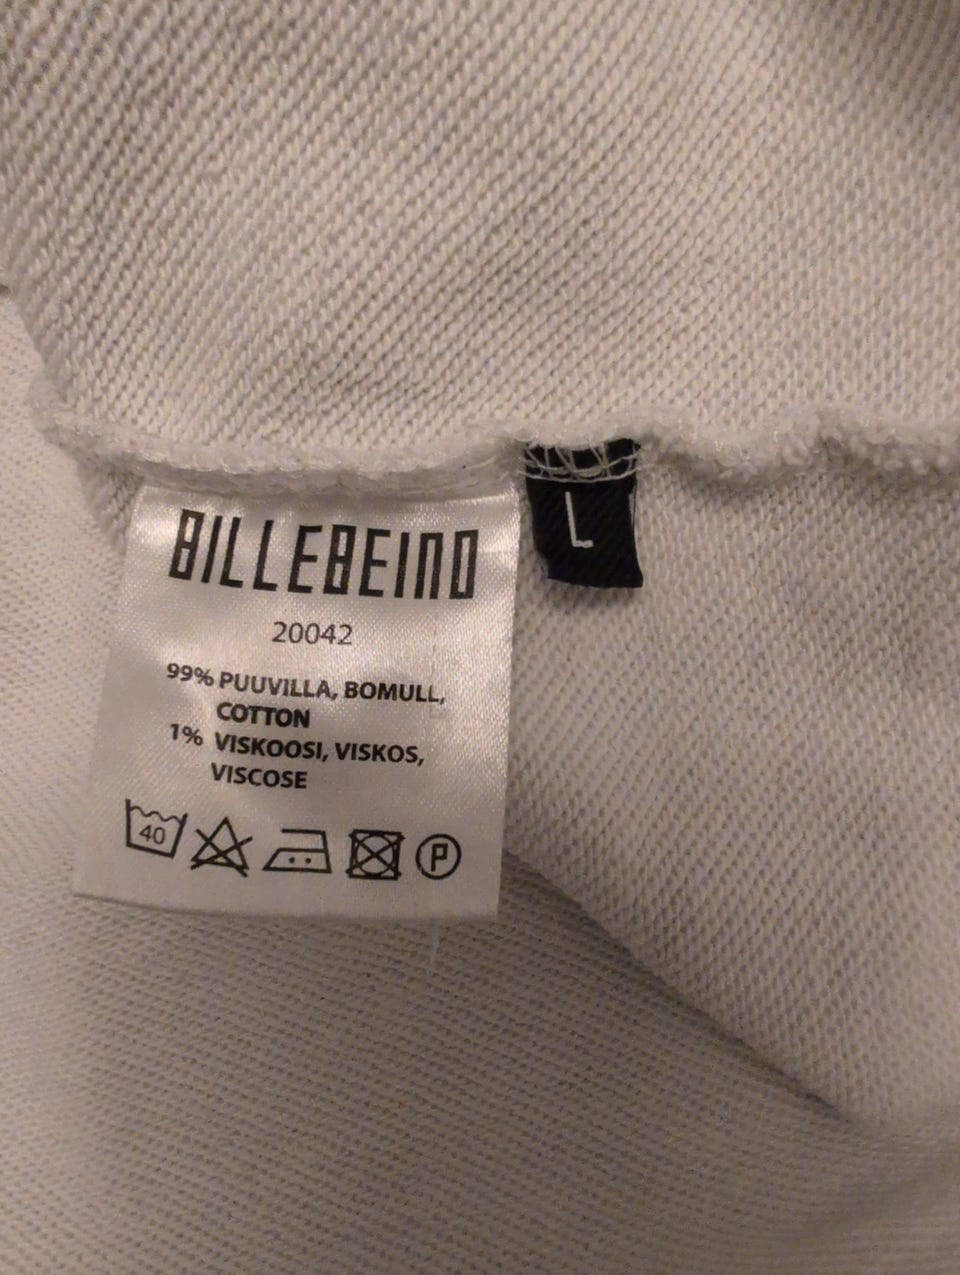 BILLEBEINO
L
20042
99% PUUVILLA, BOMULL,
COTTON
1% VISKOOSI, VISKOS,
VISCOSE
40
P